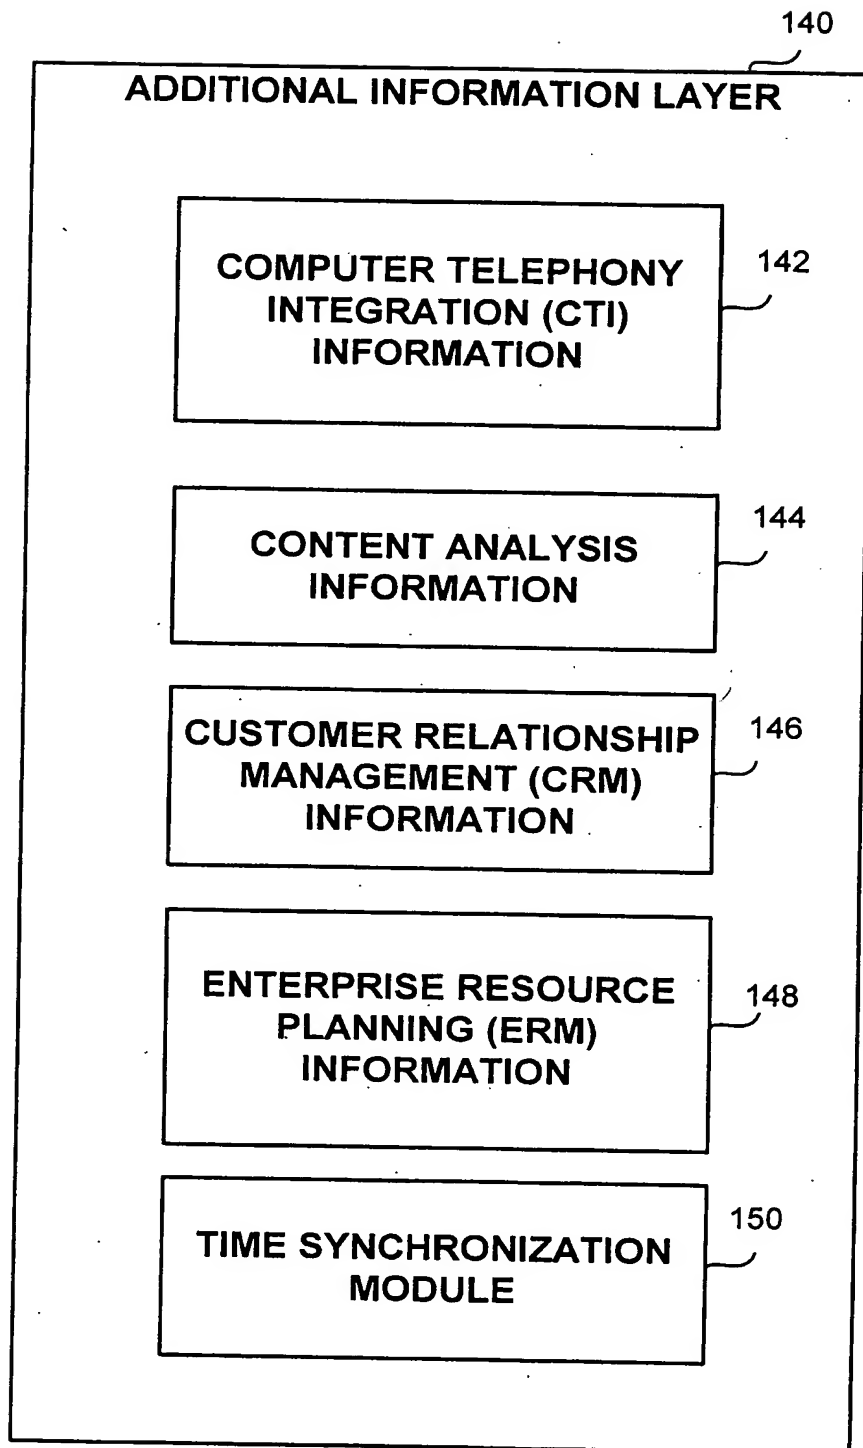 140
ADDITIONAL INFORMATION LAYER
COMPUTER TELEPHONY
INTEGRATION (CTI)
INFORMATION
142
CONTENT ANALYSIS
INFORMATION
144
CUSTOMER RELATIONSHIP
MANAGEMENT (CRM)
INFORMATION
146
ENTERPRISE RESOURCE
PLANNING (ERM)
INFORMATION
148
TIME SYNCHRONIZATION
MODULE
150